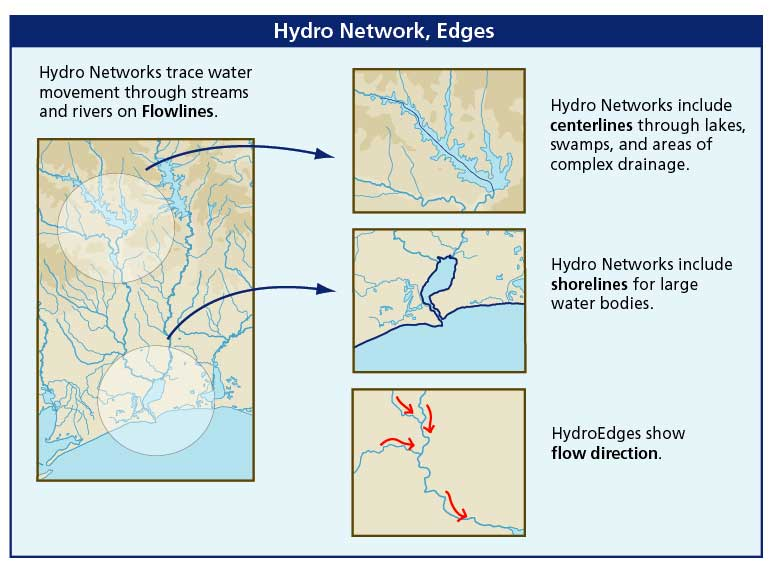 Hydro Network, Edges
Hydro Networks trace water
movement through streams
and rivers on Flowlines.
Hydro Networks include
centerlines through lakes,
swamps, and areas of
complex drainage.
Hydro Networks include
shorelines for large
water bodies.
HydroEdges show
flow direction.